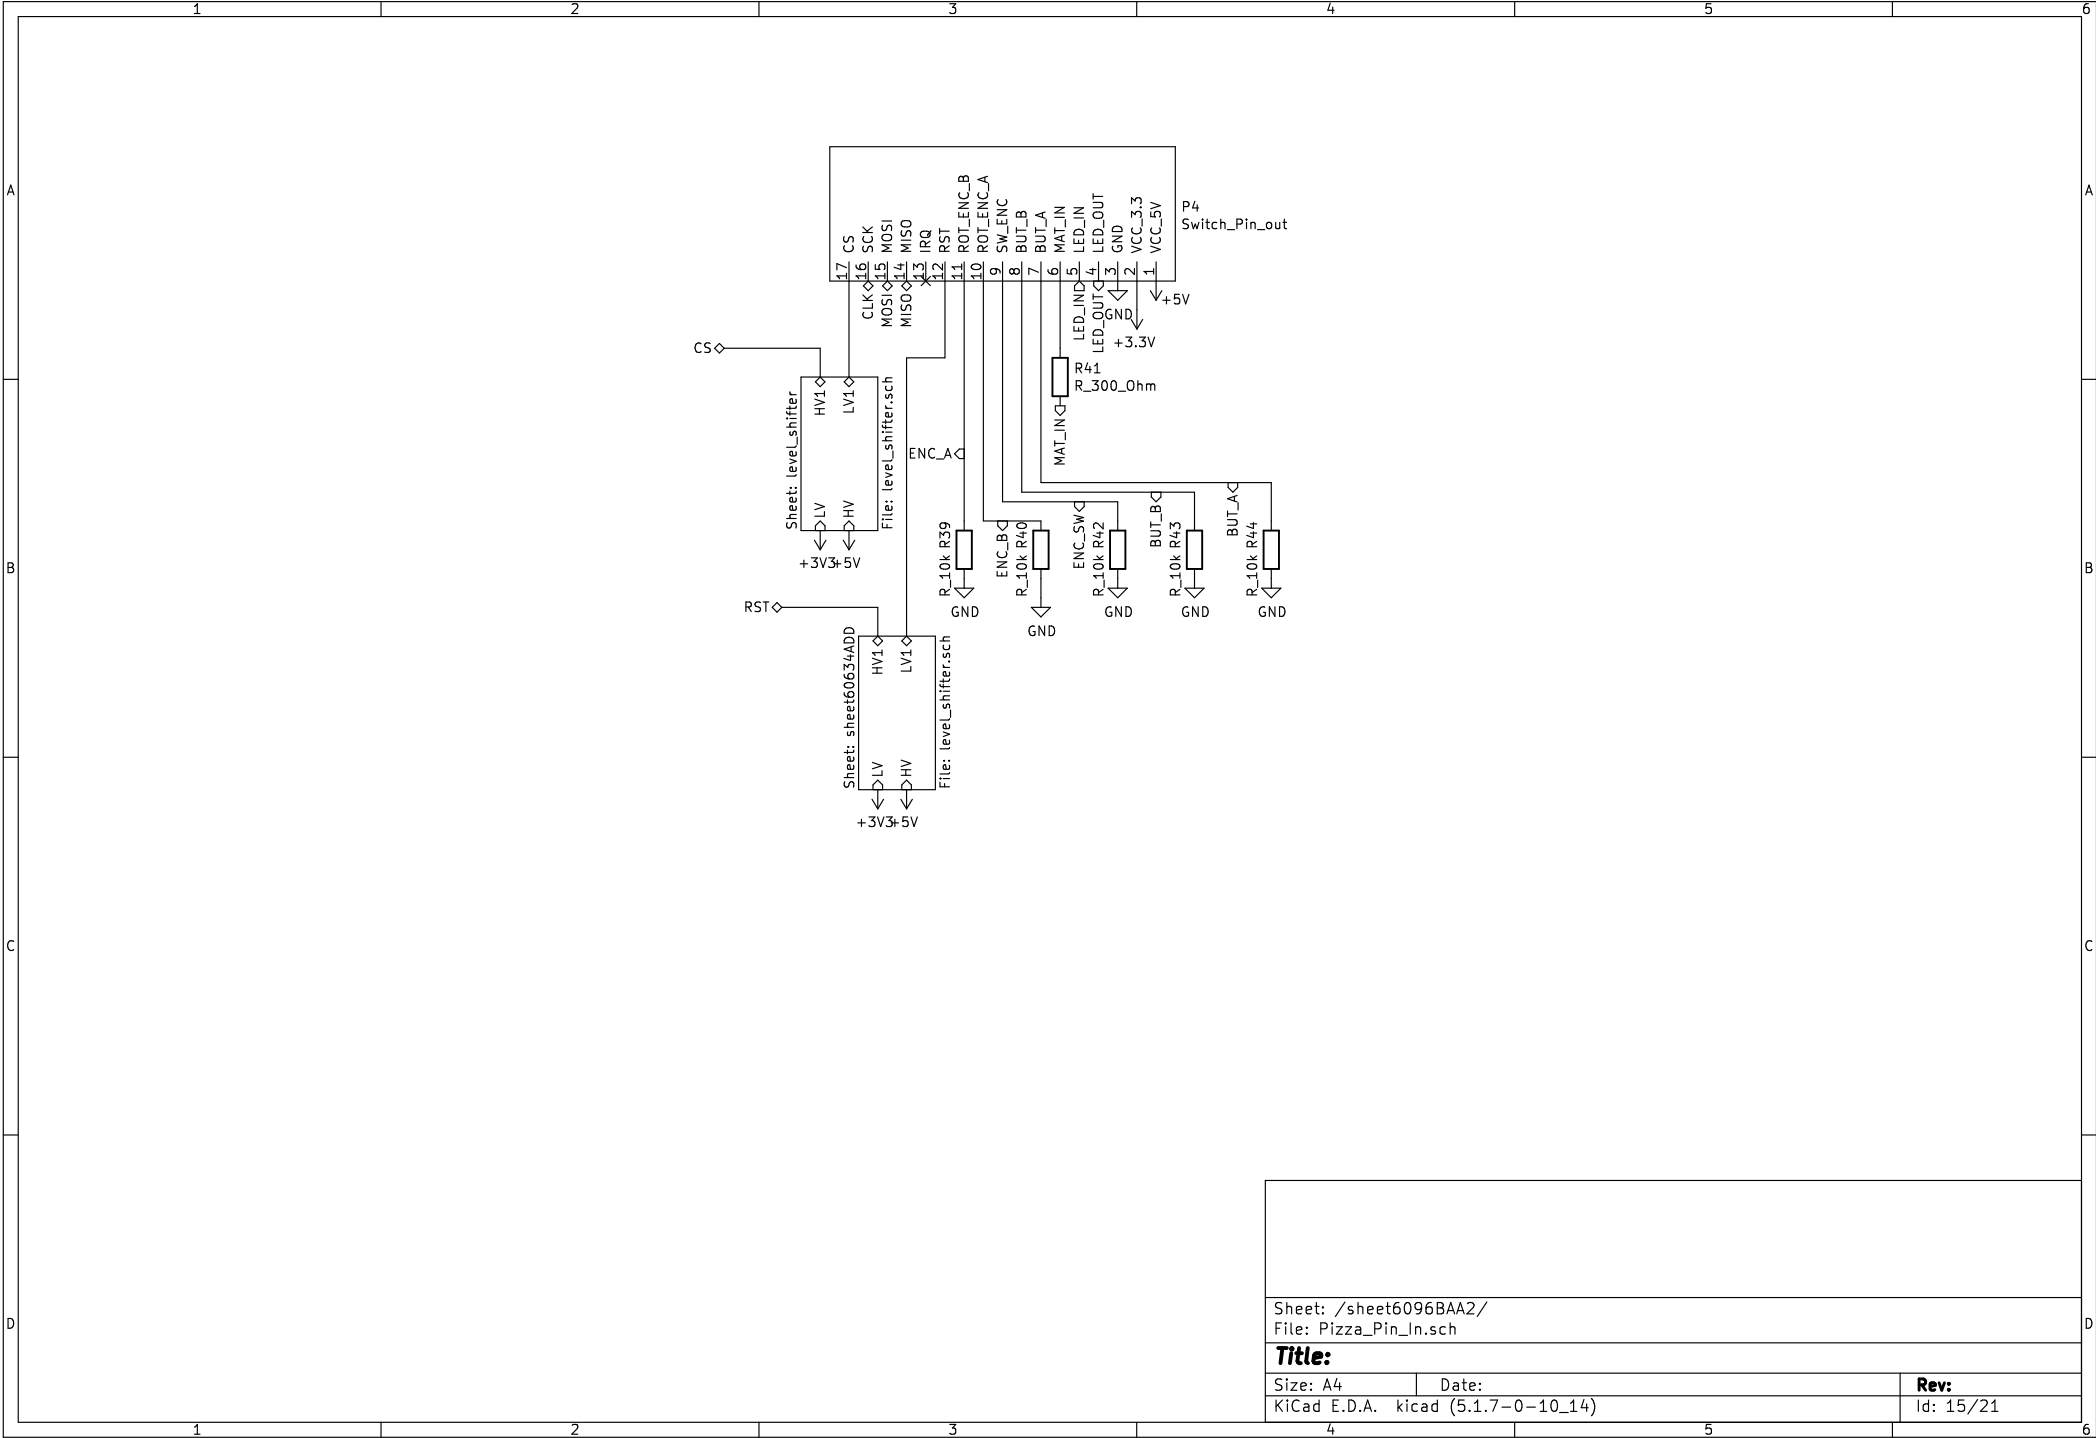 1 2 3 4 5 6
A A
B B
C C
D D
1 2 3 4 5 6
P4
Switch_Pin_out
CS
SCK
MOSI
MISO
IRQ
RST
ROT_ENC_B
ROT_ENC_A
SW_ENC
BUT_B
BUT_A
MAT_IN
LED_IN
LED_OUT
GND
VCC_3.3
VCC_5V
17 16 15 14 13 12 11 10 9 8 7 6 5 4 3 2 1
CLK
MOSI
MISO
LED_IN
LED_OUT
GND
+5V
+3.3V
CS
R41
R_300_Ohm
MAT_IN
Sheet: level_shifter
HV1
LV1
LV
HV
File: level_shifter.sch
+3V3
+5V
ENC_A
ENC_B
ENC_SW
BUT_B
BUT_A
R_10k R39
R_10k R40
R_10k R42
R_10k R43
R_10k R44
GND
GND
GND
GND
GND
RST
Sheet: sheet60634ADD
HV1
LV1
LV
HV
File: level_shifter.sch
+3V3
+5V
Sheet: /sheet6096BAA2/
File: Pizza_Pin_In.sch
Title:
Size: A4 Date: Rev:
KiCad E.D.A. kicad (5.1.7-0-10_14) Id: 15/21